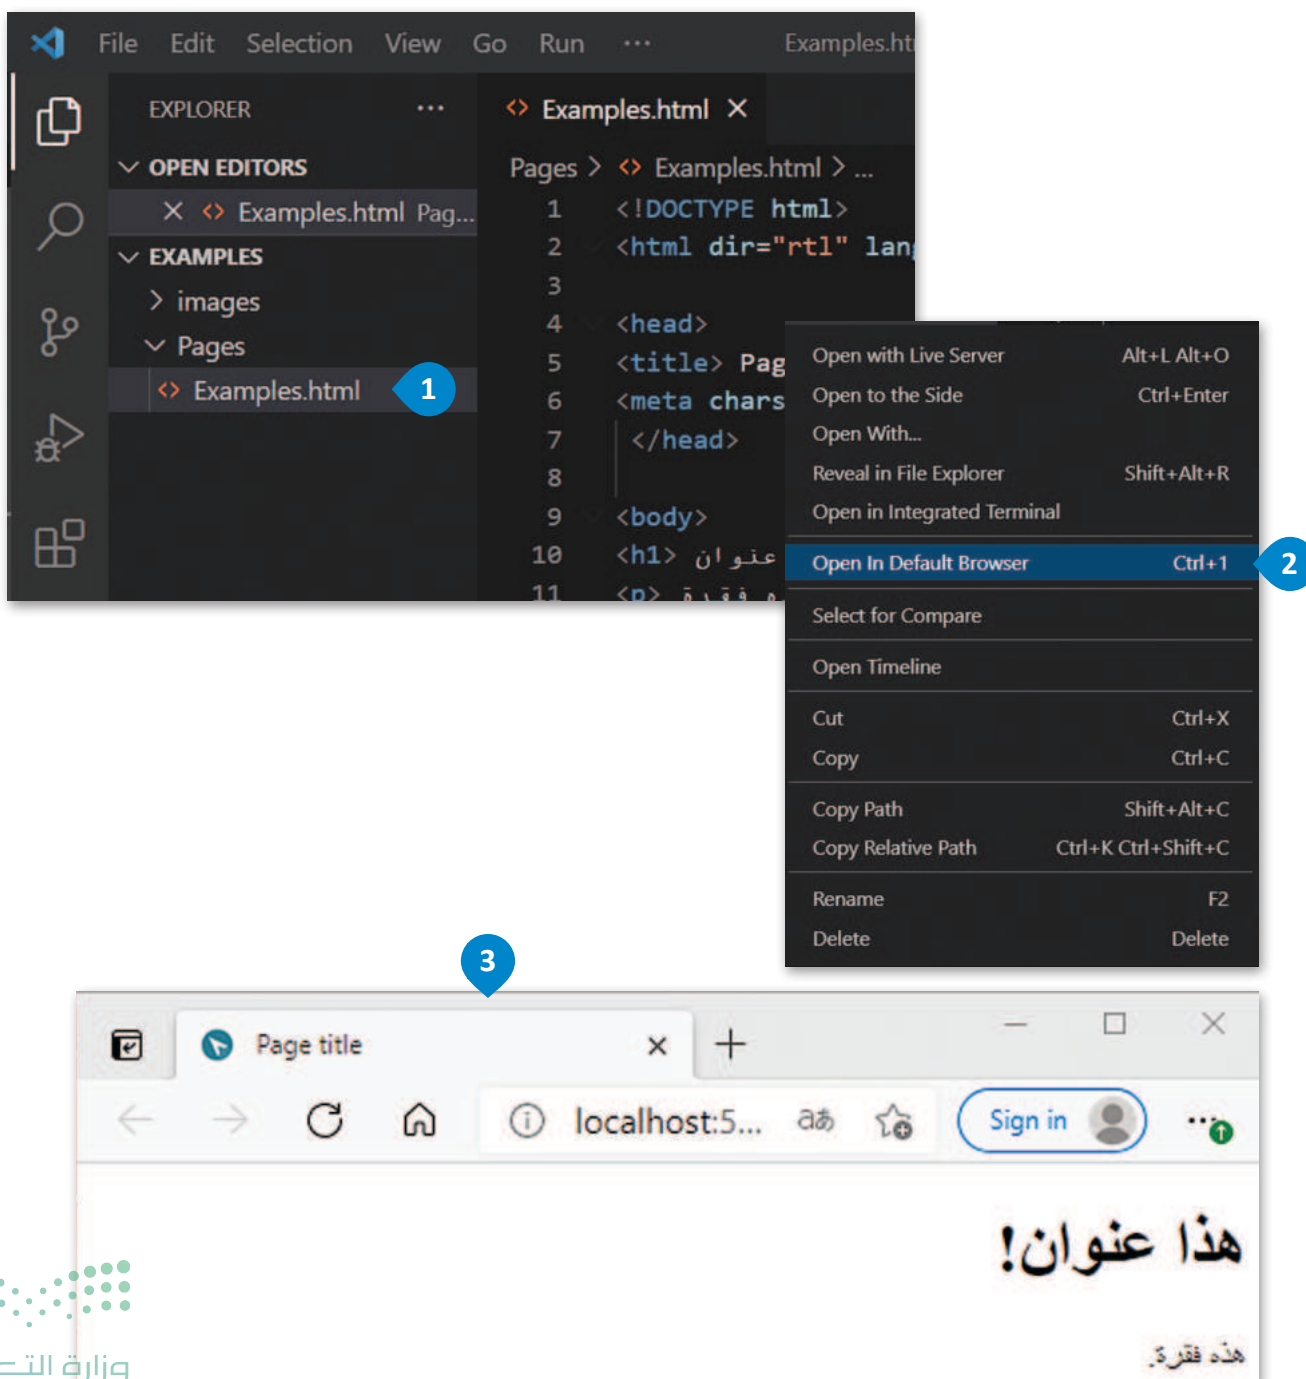 File Edit Selection View Go Run ... Examples.ht
EXPLORER ...
OPEN EDITORS
Examples.html Pag...
EXAMPLES
images
Pages
Examples.html
1
Examples.html
Pages > Examples.html > ...
1 <!DOCTYPE html>
2 <html dir="rtl" lan
3
4 <head>
5 <title> Pag
6 <meta chars
7 </head>
8
9 <body>
10 <h1> عنوان
11 <p> فقرة
Open with Live Server Alt+L Alt+O
Open to the Side Ctrl+Enter
Open With...
Reveal in File Explorer Shift+Alt+R
Open in Integrated Terminal
Open In Default Browser Ctrl+1
2
Select for Compare
Open Timeline
Cut Ctrl+X
Copy Ctrl+C
Copy Path Shift+Alt+C
Copy Relative Path Ctrl+K Ctrl+Shift+C
Rename F2
Delete Delete
3
Page title
localhost:5... aあ Sign in ...
هذا عنوان!
هذه فقرة.
وزارة